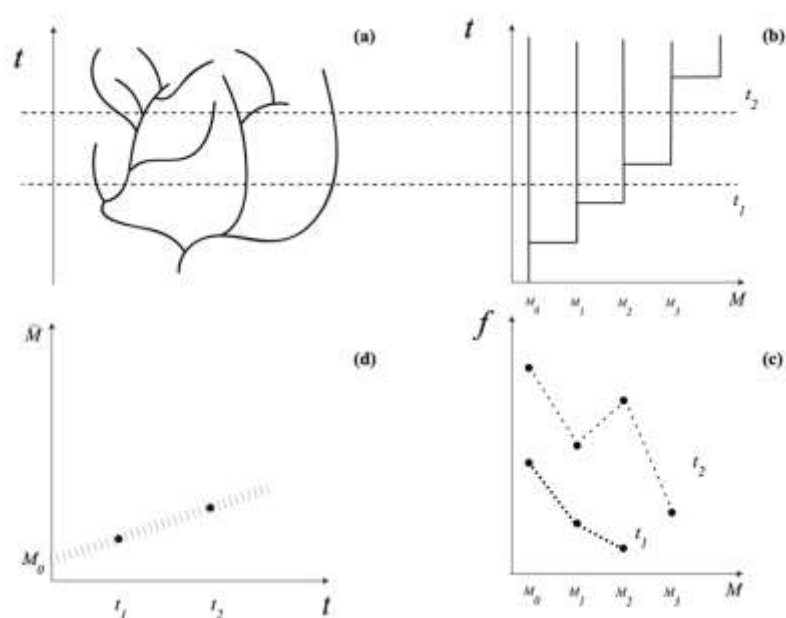 t
(a)
t
(b)
t₂
t₁
M₀ M₁ M₂ M₃ M
M̄
(d)
M₀
t₁ t₂ t
f
(c)
t₂
t₁
M₀ M₁ M₂ M₃ M